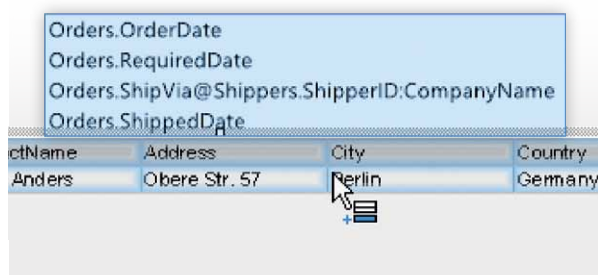 Orders.OrderDate
Orders.RequiredDate
Orders.ShipVia@Shippers.ShipperID:CompanyName
Orders.ShippedDate
ctName Address City Country
Anders Obere Str. 57 Berlin Germany